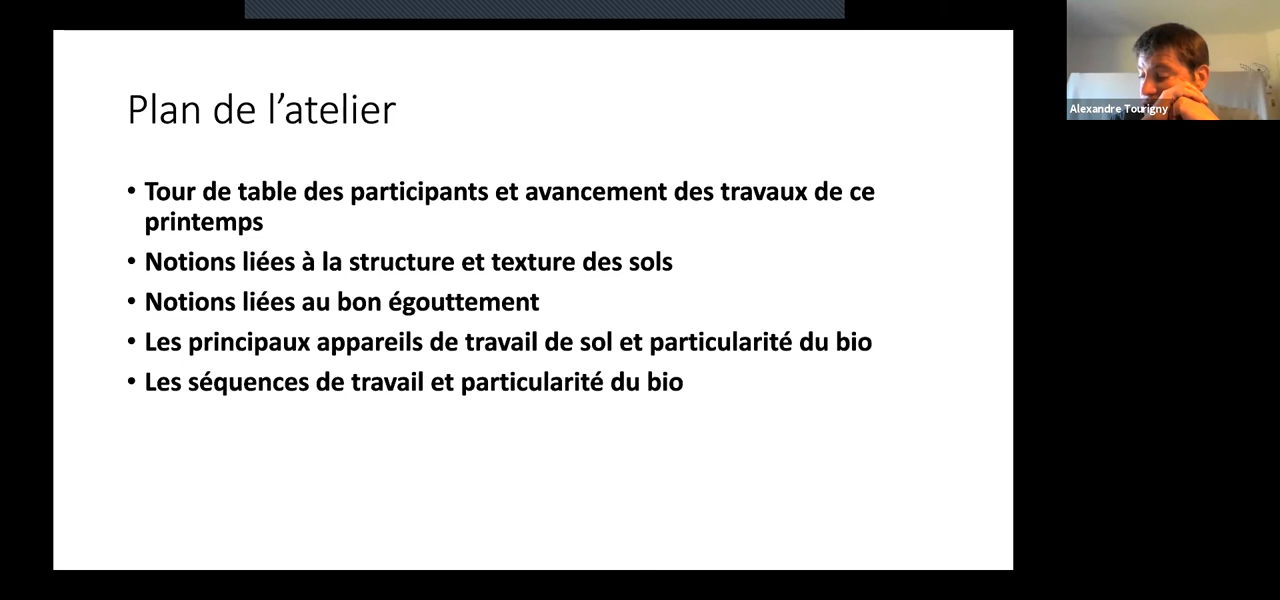 Plan de l’atelier
• Tour de table des participants et avancement des travaux de ce
printemps
• Notions liées à la structure et texture des sols
• Notions liées au bon égouttement
• Les principaux appareils de travail de sol et particularité du bio
• Les séquences de travail et particularité du bio
Alexandre Tourigny